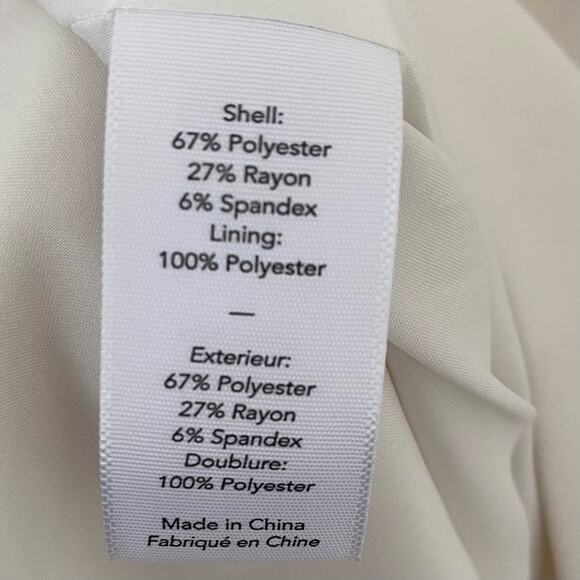 Shell:
67% Polyester
27% Rayon
6% Spandex
Lining:
100% Polyester
—
Exterieur:
67% Polyester
27% Rayon
6% Spandex
Doublure:
100% Polyester
Made in China
Fabriqué en Chine